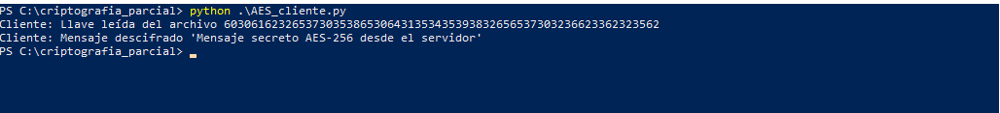 PS C:\criptografia_parcial> python .\AES_cliente.py
Cliente: Llave leída del archivo 6030616232653730353865306431353435393832656537303236623362323562
Cliente: Mensaje descifrado 'Mensaje secreto AES-256 desde el servidor'
PS C:\criptografia_parcial>